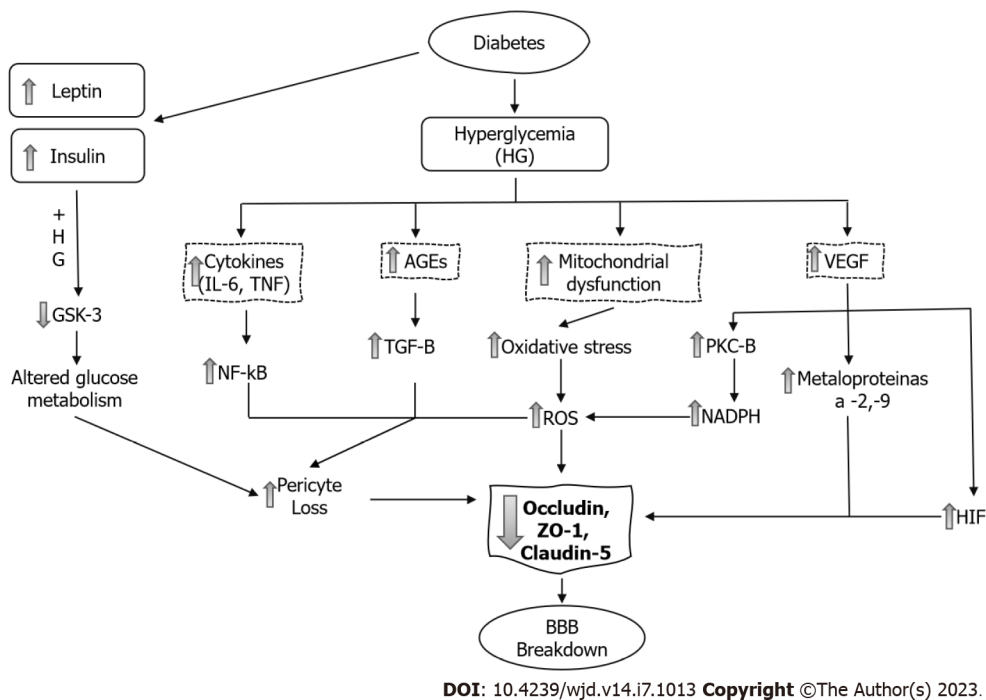 Diabetes
Leptin
Insulin
Hyperglycemia
(HG)
+
H
G
Cytokines
(IL-6, TNF)
AGEs
Mitochondrial
dysfunction
VEGF
GSK-3
NF-kB
TGF-B
Oxidative stress
PKC-B
Metaloproteinas
a -2,-9
Altered glucose
metabolism
ROS
NADPH
Pericyte
Loss
Occludin,
ZO-1,
Claudin-5
HIF
BBB
Breakdown
DOI: 10.4239/wjd.v14.i7.1013 Copyright ©The Author(s) 2023.